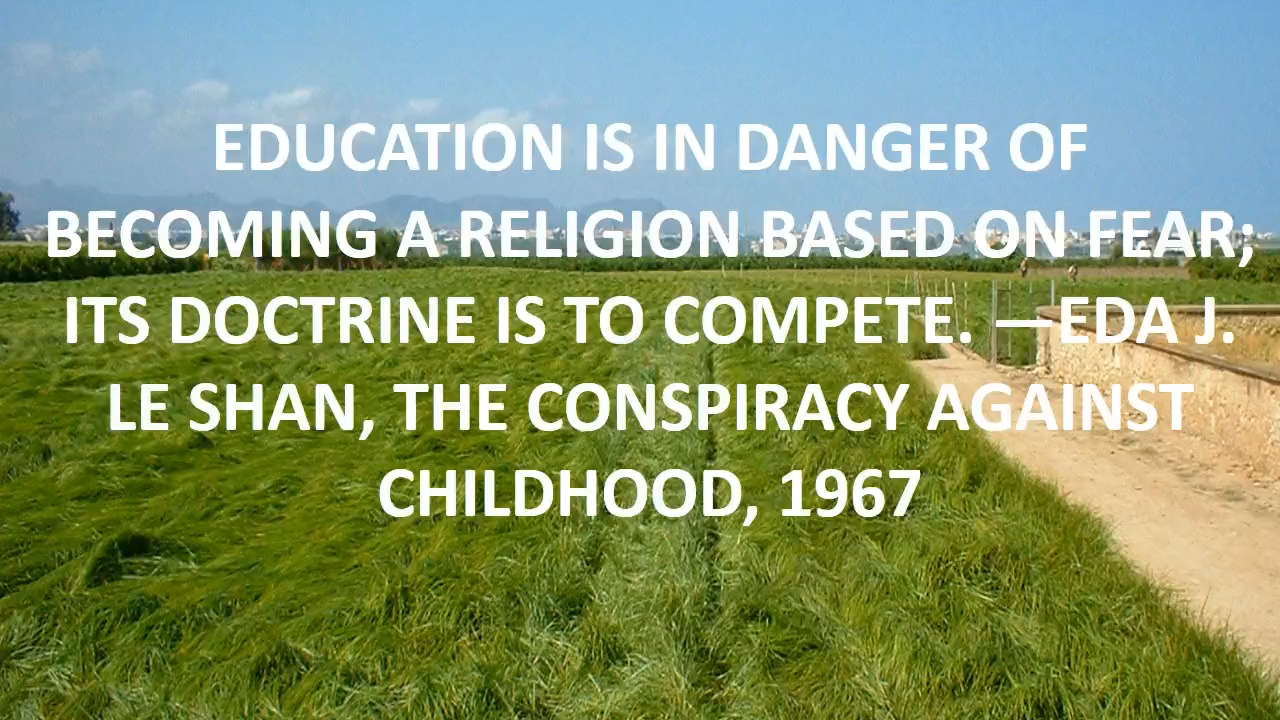 EDUCATION IS IN DANGER OF
BECOMING A RELIGION BASED ON FEAR;
ITS DOCTRINE IS TO COMPETE. —EDA J.
LE SHAN, THE CONSPIRACY AGAINST
CHILDHOOD, 1967